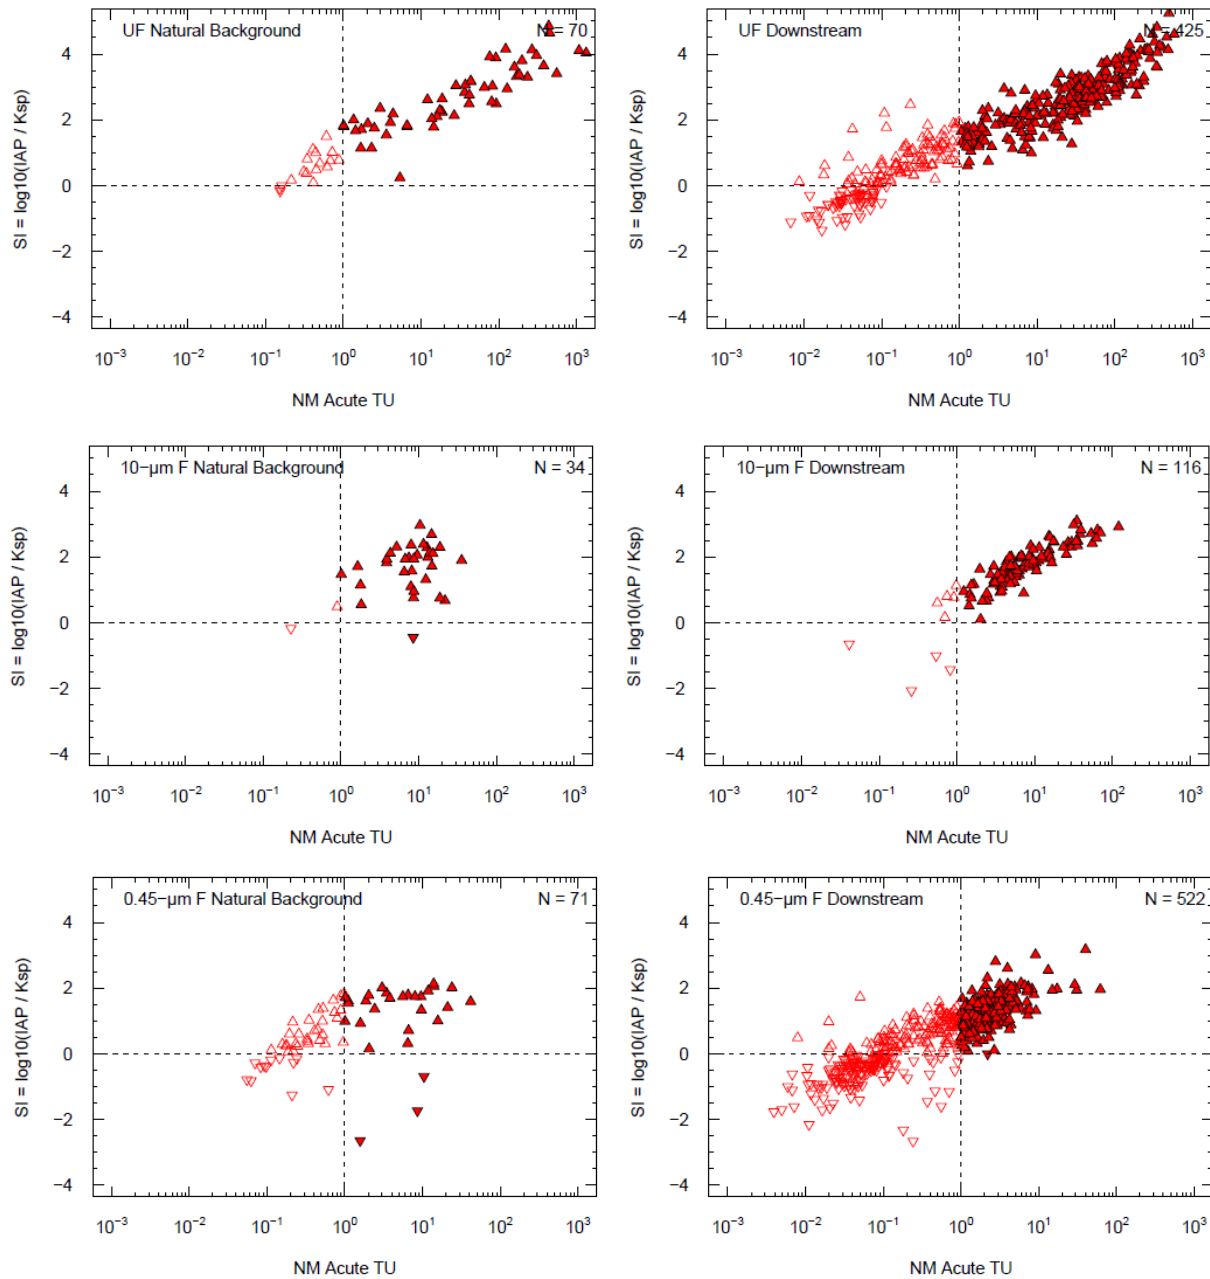 UF Natural Background N = 70
4
2
0
−2
−4
SI = log10(IAP / Ksp)
10−3 10−2 10−1 100 101 102 103
NM Acute TU
UF Downstream N = 425
4
2
0
−2
−4
SI = log10(IAP / Ksp)
10−3 10−2 10−1 100 101 102 103
NM Acute TU
10−µm F Natural Background N = 34
4
2
0
−2
−4
SI = log10(IAP / Ksp)
10−3 10−2 10−1 100 101 102 103
NM Acute TU
10−µm F Downstream N = 116
4
2
0
−2
−4
SI = log10(IAP / Ksp)
10−3 10−2 10−1 100 101 102 103
NM Acute TU
0.45−µm F Natural Background N = 71
4
2
0
−2
−4
SI = log10(IAP / Ksp)
10−3 10−2 10−1 100 101 102 103
NM Acute TU
0.45−µm F Downstream N = 522
4
2
0
−2
−4
SI = log10(IAP / Ksp)
10−3 10−2 10−1 100 101 102 103
NM Acute TU